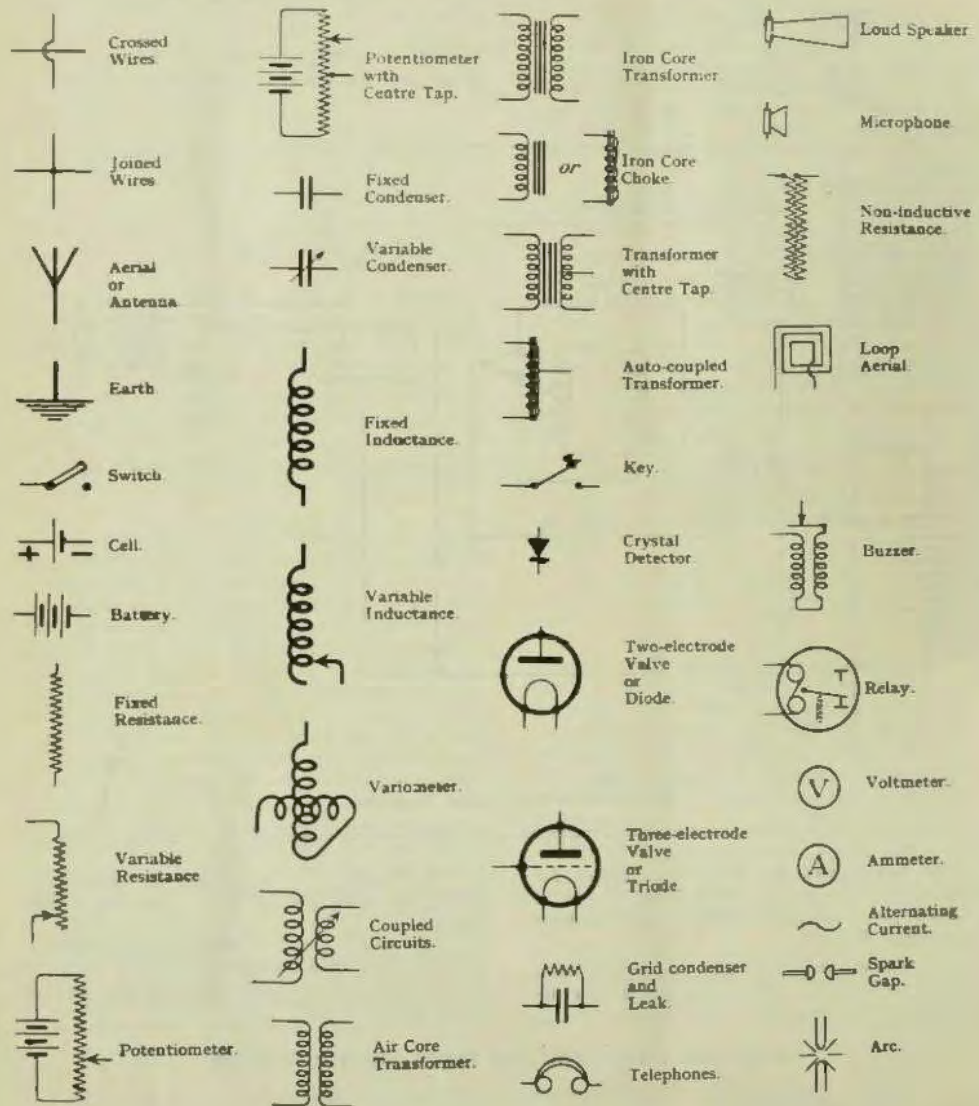 Crossed
Wires.
Joined
Wires
Aerial
or
Antenna.
Earth
Switch.
+ −
Cell.
Battery.
Fixed
Resistance.
Variable
Resistance
Potentiometer.
Potentiometer
with
Centre Tap.
Fixed
Condenser.
Variable
Condenser.
Fixed
Inductance.
Variable
Inductance.
Variometer.
Coupled
Circuits.
Air Core
Transformer.
Iron Core
Transformer.
or
Iron Core
Choke.
Transformer
with
Centre Tap.
Auto-coupled
Transformer.
Key.
Crystal
Detector
Two-electrode
Valve
or
Diode.
Three-electrode
Valve
or
Triode.
Grid condenser
and
Leak.
Telephones.
Loud Speaker
Microphone.
Non-inductive
Resistance.
Loop
Aerial.
Buzzer.
Relay.
V
Voltmeter.
A
Ammeter.
Alternating
Current.
Spark
Gap.
Arc.